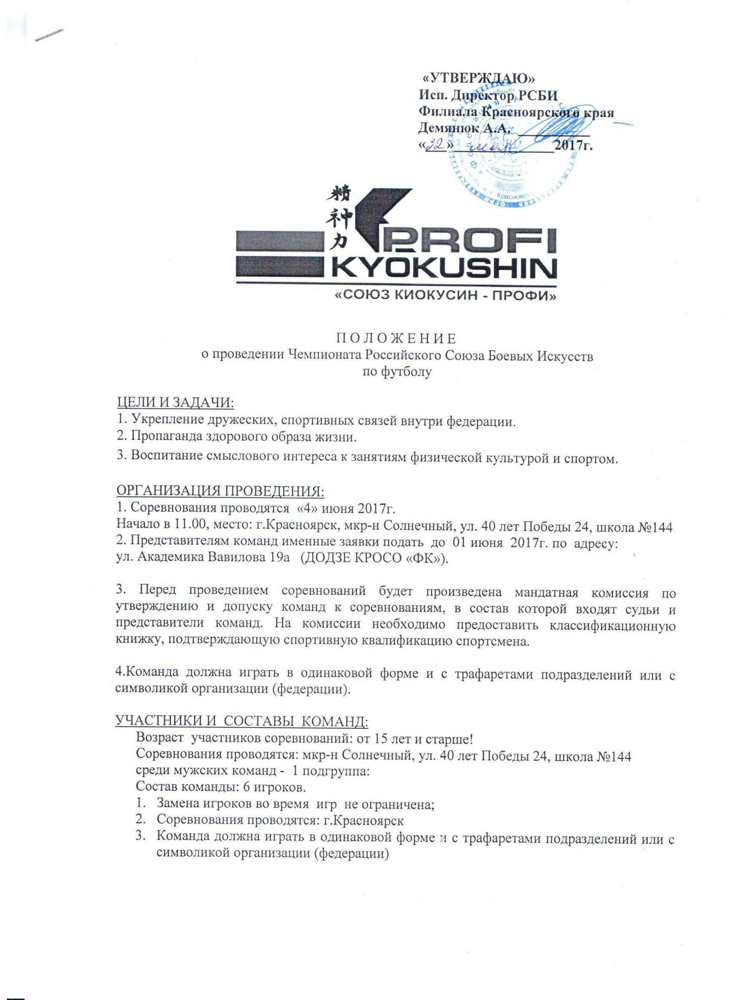 «УТВЕРЖДАЮ»
Исп. Директор РСБИ
Филиала Красноярского края
Демянюк А.А. ___________
«22» мая 2017г.
精
神
力
PROFI
KYOKUSHIN
«СОЮЗ КИОКУСИН - ПРОФИ»
П О Л О Ж Е Н И Е
о проведении Чемпионата Российского Союза Боевых Искусств
по футболу
ЦЕЛИ И ЗАДАЧИ:
1. Укрепление дружеских, спортивных связей внутри федерации.
2. Пропаганда здорового образа жизни.
3. Воспитание смыслового интереса к занятиям физической культурой и спортом.
ОРГАНИЗАЦИЯ ПРОВЕДЕНИЯ:
1. Соревнования проводятся «4» июня 2017г.
Начало в 11.00, место: г.Красноярск, мкр-н Солнечный, ул. 40 лет Победы 24, школа №144
2. Представителям команд именные заявки подать до 01 июня 2017г. по адресу:
ул. Академика Вавилова 19а (ДОДЗЕ КРОСО «ФК»).
3. Перед проведением соревнований будет произведена мандатная комиссия по
утверждению и допуску команд к соревнованиям, в состав которой входят судьи и
представители команд. На комиссии необходимо предоставить классификационную
книжку, подтверждающую спортивную квалификацию спортсмена.
4.Команда должна играть в одинаковой форме и с трафаретами подразделений или с
символикой организации (федерации).
УЧАСТНИКИ И СОСТАВЫ КОМАНД:
Возраст участников соревнований: от 15 лет и старше!
Соревнования проводятся: мкр-н Солнечный, ул. 40 лет Победы 24, школа №144
среди мужских команд - 1 подгруппа:
Состав команды: 6 игроков.
1. Замена игроков во время игр не ограничена;
2. Соревнования проводятся: г.Красноярск
3. Команда должна играть в одинаковой форме и с трафаретами подразделений или с
символикой организации (федерации)